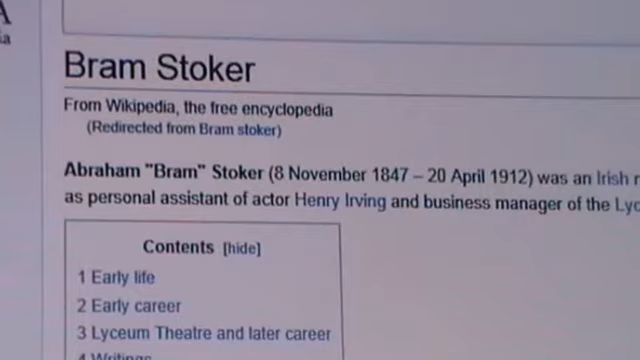 Bram Stoker
From Wikipedia, the free encyclopedia
(Redirected from Bram stoker)
Abraham "Bram" Stoker (8 November 1847 – 20 April 1912) was an Irish
as personal assistant of actor Henry Irving and business manager of the
Contents [hide]
1 Early life
2 Early career
3 Lyceum Theatre and later career
4 Writings